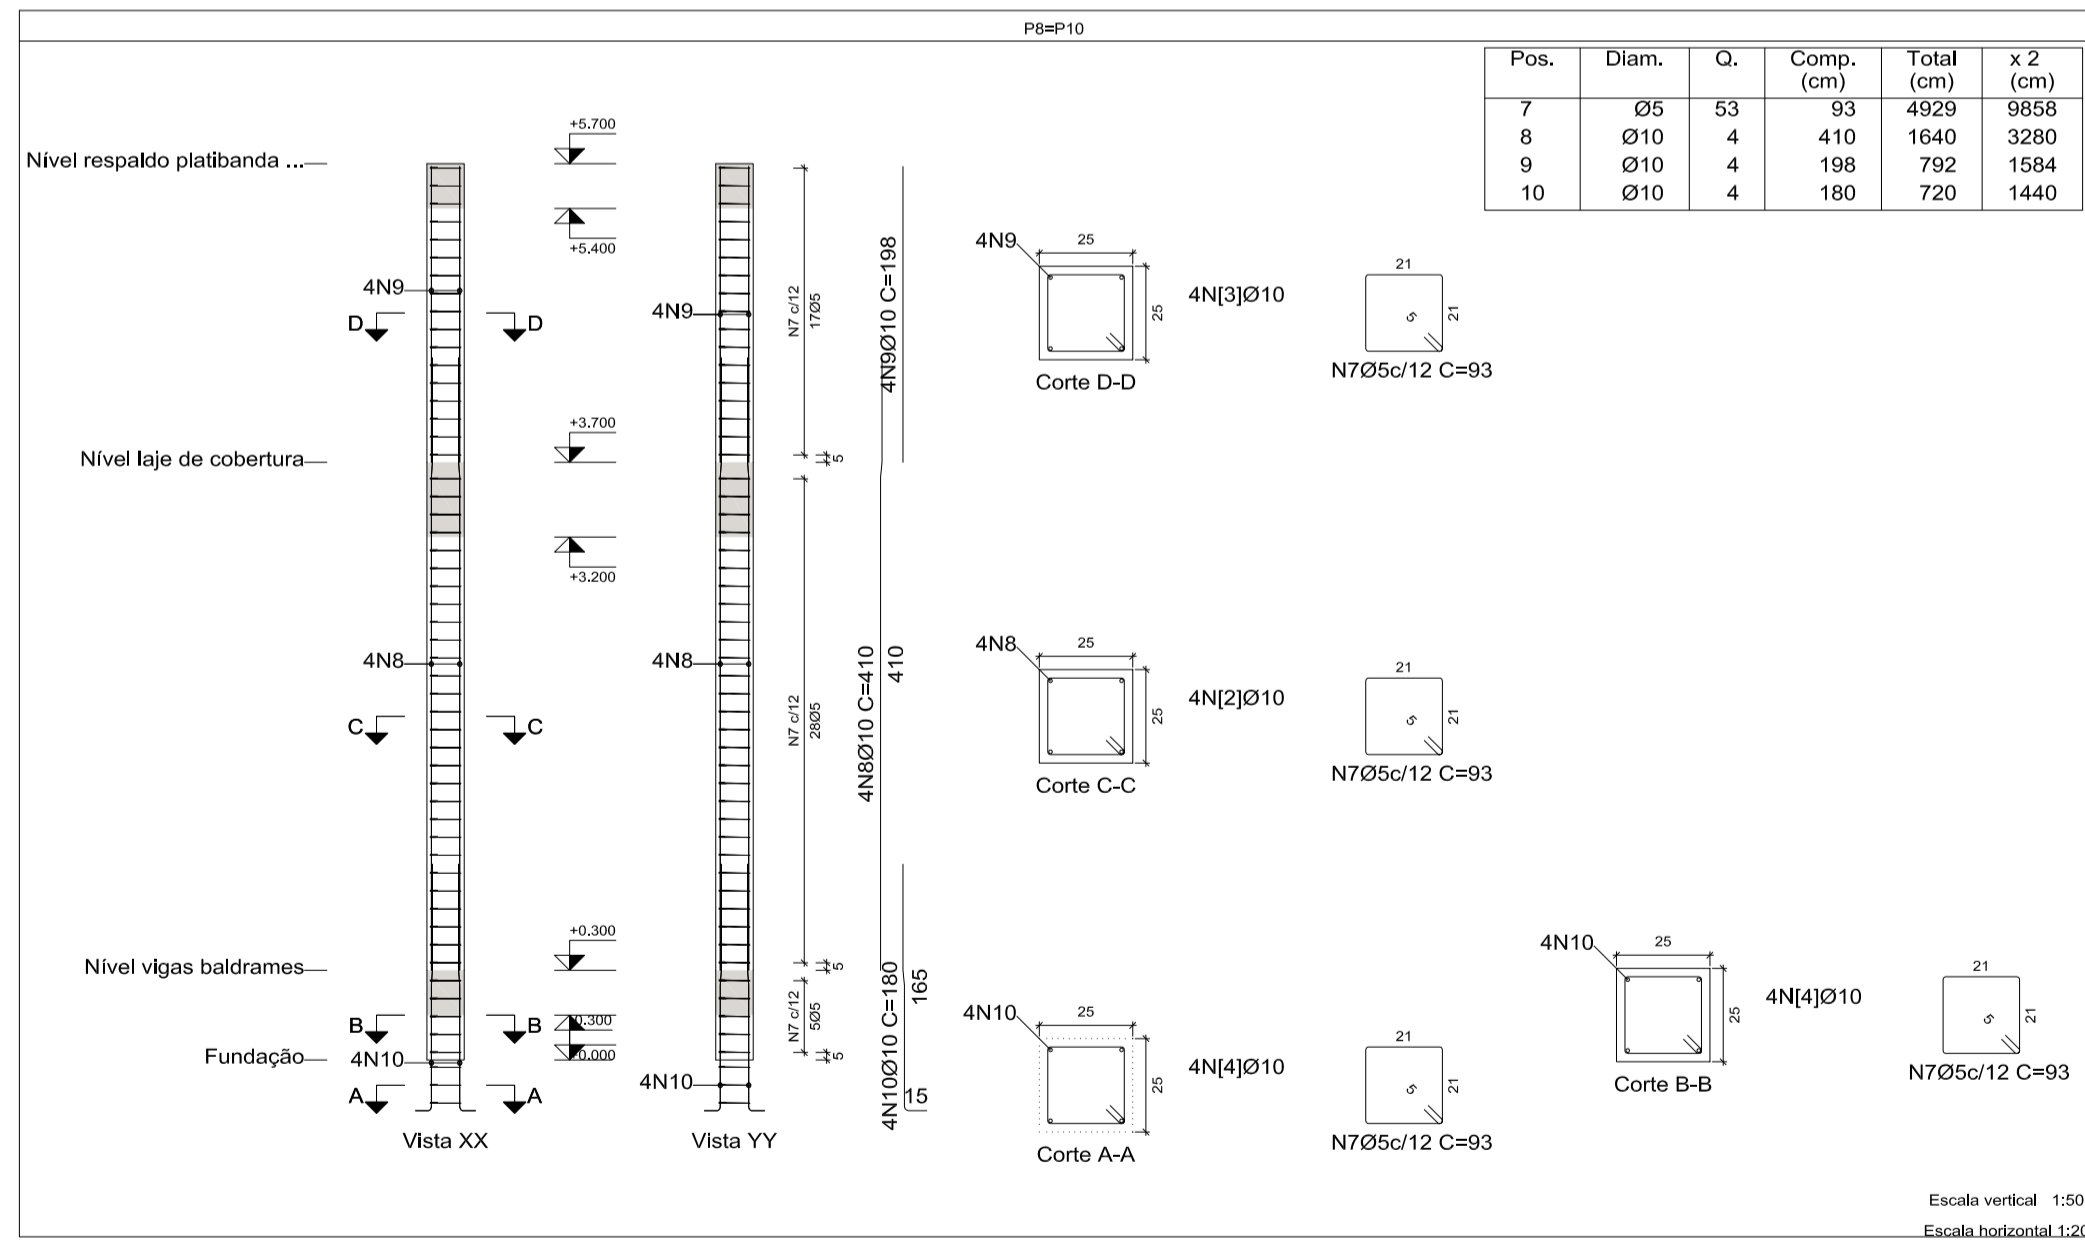 P8=P10
Pos. Diam. Q. Comp. (cm) Total (cm) x 2 (cm)
7 Ø5 53 93 4929 9858
8 Ø10 4 410 1640 3280
9 Ø10 4 198 792 1584
10 Ø10 4 180 720 1440
Nível respaldo platibanda ...
+5.700
+5.400
4N9
D D
4N9
N7 c/12
17Ø5
4N9Ø10 C=198
4N9
25
25
Corte D-D
4N[3]Ø10
21
21
5
N7Ø5c/12 C=93
Nível laje de cobertura
+3.700
5
+3.200
4N8
4N8
C C
N7 c/12
28Ø5
4N8Ø10 C=410
410
4N8
25
25
Corte C-C
4N[2]Ø10
21
21
5
N7Ø5c/12 C=93
Nível vigas baldrames
+0.300
5
B B
0.300
N7 c/12
5Ø5
Fundação
+0.000
5
4N10
4N10
A A
4N10Ø10 C=180
165
15
Vista XX
Vista YY
4N10
25
25
Corte A-A
4N[4]Ø10
21
21
5
N7Ø5c/12 C=93
4N10
25
25
Corte B-B
4N[4]Ø10
21
21
5
N7Ø5c/12 C=93
Escala vertical 1:50
Escala horizontal 1:20